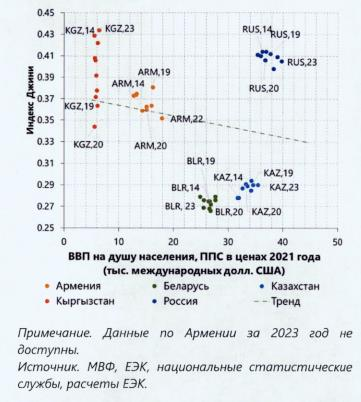 0.45
KGZ,14
KGZ,23
RUS,14
RUS,19
0.43
0.41
RUS,23
0.39
ARM,14
ARM,19
RUS,20
0.37
KGZ,19
0.35
ARM,22
KGZ,20
ARM,20
0.33
BLR,19
0.31
BLR,14
KAZ,14
KAZ,19
0.29
KAZ,23
0.27
BLR, 23
BLR,20
KAZ,20
0.25
Индекс Джини
0 10 20 30 40 50
ВВП на душу населения, ППС в ценах 2021 года
(тыс. международных долл. США)
Армения Беларусь Казахстан
Кыргызстан Россия Тренд
Примечание. Данные по Армении за 2023 год не
доступны.
Источник. МВФ, ЕЭК, национальные статистические
службы, расчеты ЕЭК.